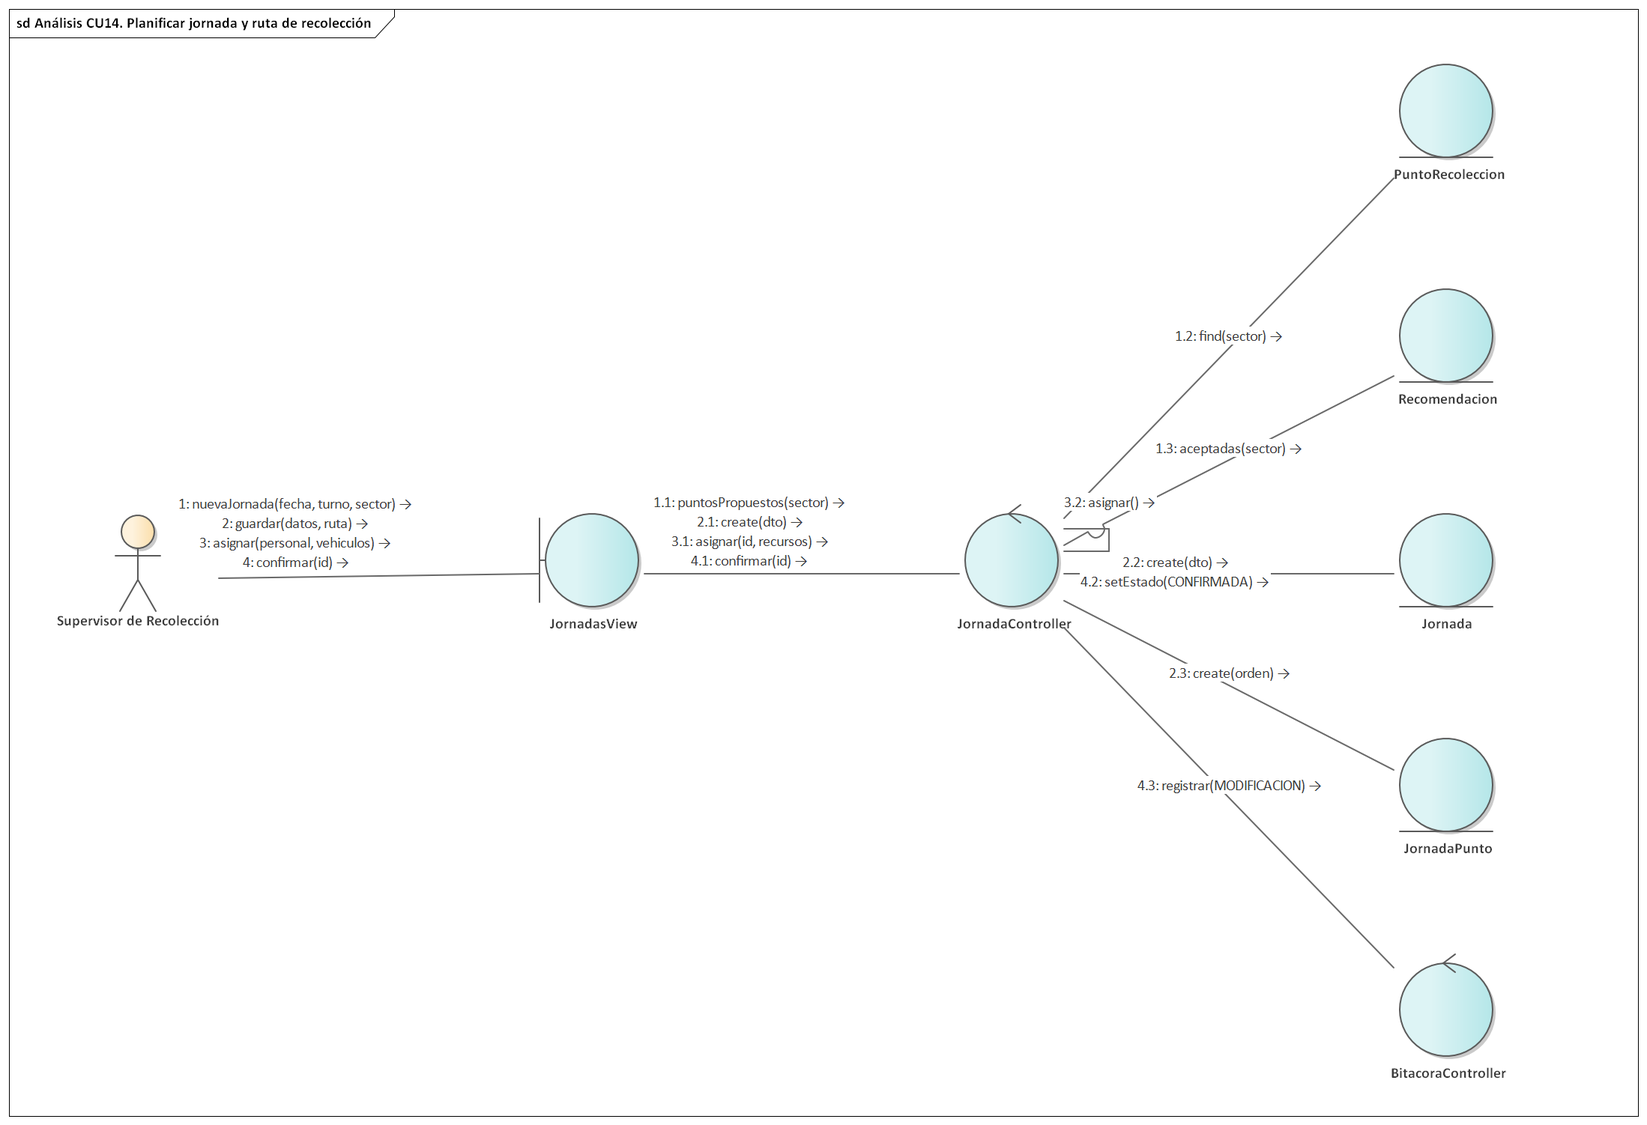 sd Análisis CU14. Planificar jornada y ruta de recolección
PuntoRecoleccion
1.2: find(sector) →
Recomendacion
1.3: aceptadas(sector) →
1: nuevaJornada(fecha, turno, sector) →
2: guardar(datos, ruta) →
3: asignar(personal, vehiculos) →
4: confirmar(id) →
1.1: puntosPropuestos(sector) →
2.1: create(dto) →
3.1: asignar(id, recursos) →
4.1: confirmar(id) →
3.2: asignar() →
2.2: create(dto) →
4.2: setEstado(CONFIRMADA) →
Supervisor de Recolección
JornadasView
JornadaController
Jornada
2.3: create(orden) →
4.3: registrar(MODIFICACION) →
JornadaPunto
BitacoraController